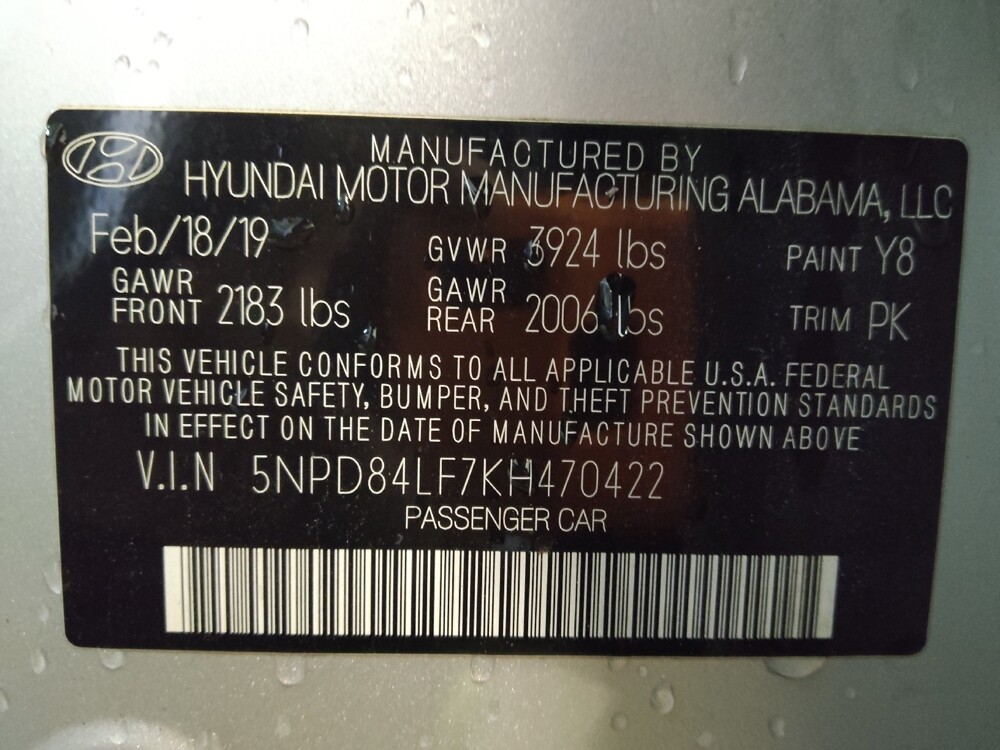 MANUFACTURED BY
HYUNDAI MOTOR MANUFACTURING ALABAMA, LLC
Feb/18/19 GVWR 3924 lbs PAINT Y8
GAWR FRONT 2183 lbs GAWR REAR 2006 lbs TRIM PK
THIS VEHICLE CONFORMS TO ALL APPLICABLE U.S.A. FEDERAL
MOTOR VEHICLE SAFETY, BUMPER, AND THEFT PREVENTION STANDARDS
IN EFFECT ON THE DATE OF MANUFACTURE SHOWN ABOVE
V.I.N 5NPD84LF7KH470422
PASSENGER CAR